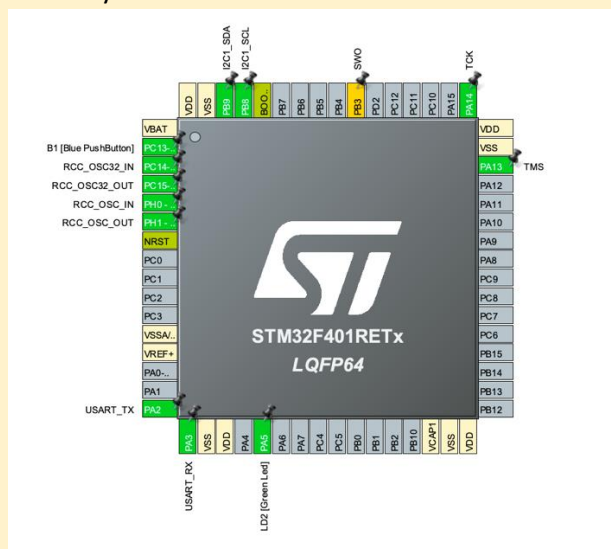 I2C1_SDA
I2C1_SCL
SWO
TCK
VDD
VSS
PB9
PB8
BOO..
PB7
PB6
PB5
PB4
PB3
PD2
PC12
PC11
PC10
PA15
PA14
VBAT
B1 [Blue PushButton]
PC13-..
RCC_OSC32_IN
PC14-..
RCC_OSC32_OUT
PC15-..
RCC_OSC_IN
PH0 - ..
RCC_OSC_OUT
PH1 - ..
NRST
PC0
PC1
PC2
PC3
VSSA/..
VREF+
PA0-..
PA1
USART_TX
PA2
STM32F401RETx
LQFP64
VDD
VSS
PA13
TMS
PA12
PA11
PA10
PA9
PA8
PC9
PC8
PC7
PC6
PB15
PB14
PB13
PB12
PA3
VSS
VDD
PA4
PA5
PA6
PA7
PC4
PC5
PB0
PB1
PB2
PB10
VCAP1
VSS
VDD
USART_RX
LD2 [Green Led]